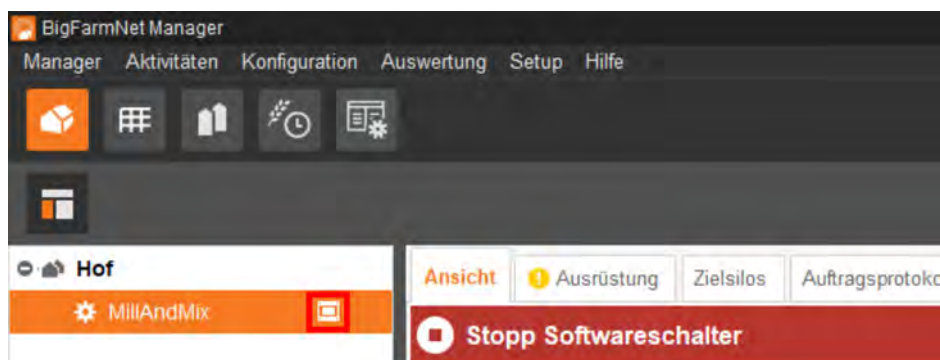 BigFarmNet Manager
Manager Aktivitäten Konfiguration Auswertung Setup Hilfe
Hof
MillAndMix
Ansicht Ausrüstung Zielsilos Auftragsprotoko
Stopp Softwareschalter